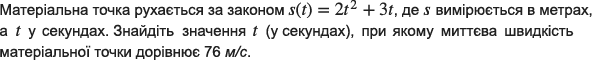 Матеріальна точка рухається за законом s(t) = 2t² + 3t, де s вимірюється в метрах,
а t у секундах. Знайдіть значення t (у секундах), при якому миттєва швидкість
матеріальної точки дорівнює 76 м/с.